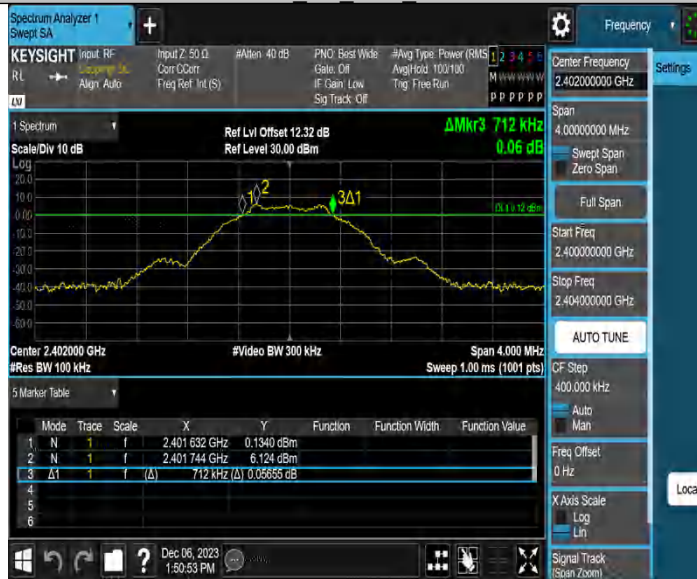 Spectrum Analyzer 1
Swept SA
+
Frequency
KEYSIGHT
Input: RF
Coupling: DC
Align: Auto
Input Z: 50 Ω
Corr CCorr
Freq Ref: Int (S)
#Atten: 40 dB
PNO: Best Wide
Gate: Off
IF Gain: Low
Sig Track: Off
#Avg Type: Power (RMS
Avg|Hold: 100/100
Trig: Free Run
1 2 3 4 5 6
M W W W W W
P P P P P P
RL
LXI
1 Spectrum
Scale/Div 10 dB
Log
Ref Lvl Offset 12.32 dB
Ref Level 30.00 dBm
ΔMkr3 712 kHz
0.06 dB
20.0
10.0
0.00
-10.0
-20.0
-30.0
-40.0
-50.0
-60.0
1
2
3Δ1
DL1 0.12 dBm
Center 2.402000 GHz
#Video BW 300 kHz
Span 4.000 MHz
#Res BW 100 kHz
Sweep 1.00 ms (1001 pts)
5 Marker Table
Mode Trace Scale X Y Function Function Width Function Value
1 N 1 f 2.401 632 GHz 0.1340 dBm
2 N 1 f 2.401 744 GHz 6.124 dBm
3 Δ1 1 f (Δ) 712 kHz (Δ) 0.05655 dB
4
5
6
Dec 06, 2023
1:50:53 PM
?
Center Frequency
2.402000000 GHz
Settings
Span
4.00000000 MHz
Swept Span
Zero Span
Full Span
Start Freq
2.400000000 GHz
Stop Freq
2.404000000 GHz
AUTO TUNE
CF Step
400.000 kHz
Auto
Man
Freq Offset
0 Hz
X Axis Scale
Log
Lin
Loca
Signal Track
(Span Zoom)